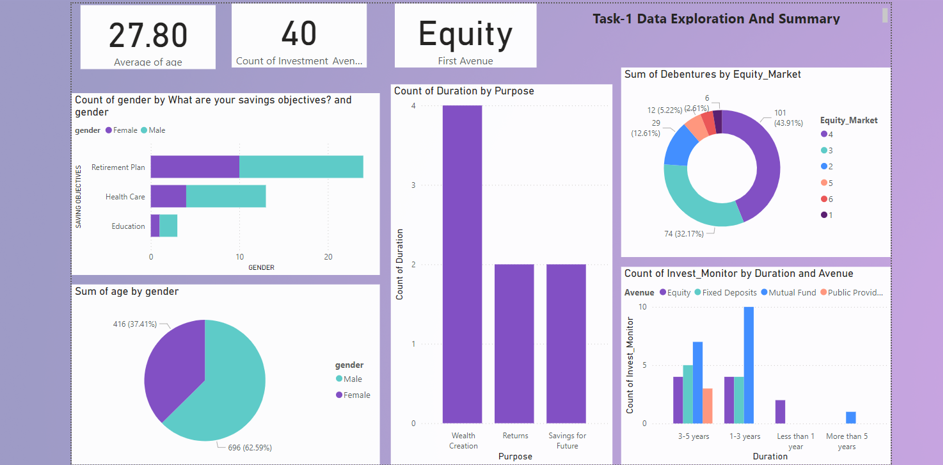 27.80
Average of age
40
Count of Investment Aven...
Equity
First Avenue
Task-1 Data Exploration And Summary
Count of gender by What are your savings objectives? and
gender
gender Female Male
SAVING OBJECTIVES
Retirement Plan
Health Care
Education
0 10 20
GENDER
Sum of age by gender
416 (37.41%)
696 (62.59%)
gender
Male
Female
Count of Duration by Purpose
Count of Duration
4
3
2
1
0
Wealth
Creation
Returns
Savings for
Future
Purpose
Sum of Debentures by Equity_Market
6
(2.61%)
12 (5.22%)
29
(12.61%)
101
(43.91%)
74 (32.17%)
Equity_Market
4
3
2
5
6
1
Count of Invest_Monitor by Duration and Avenue
Avenue Equity Fixed Deposits Mutual Fund Public Provid...
Count of Invest_Monitor
10
5
0
3-5 years
1-3 years
Less than 1
year
More than 5
years
Duration